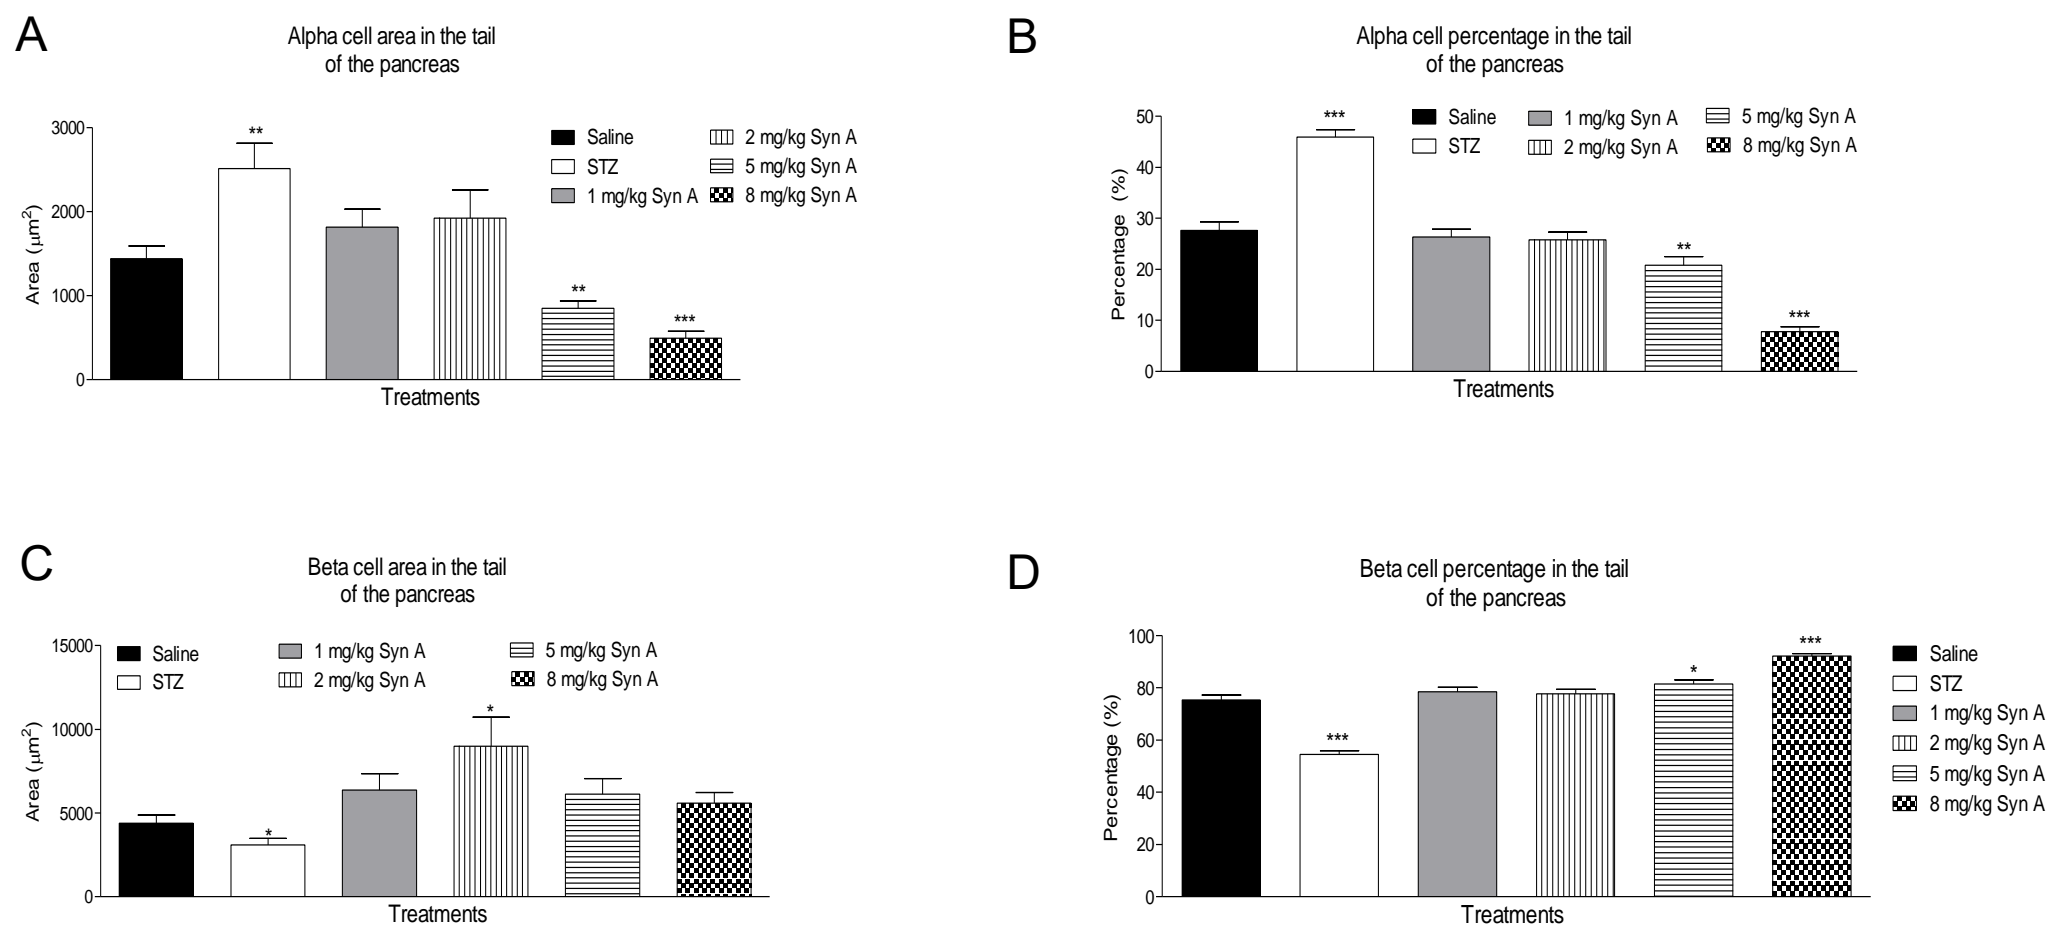 A
Alpha cell area in the tail
of the pancreas
3000
2000
1000
0
Area (μm²)
**
**
***
Saline
STZ
1 mg/kg Syn A
2 mg/kg Syn A
5 mg/kg Syn A
8 mg/kg Syn A
Treatments
B
Alpha cell percentage in the tail
of the pancreas
50
40
30
20
10
0
Percentage (%)
***
**
***
Saline
STZ
1 mg/kg Syn A
2 mg/kg Syn A
5 mg/kg Syn A
8 mg/kg Syn A
Treatments
C
Beta cell area in the tail
of the pancreas
15000
10000
5000
0
Area (μm²)
Saline
STZ
1 mg/kg Syn A
2 mg/kg Syn A
5 mg/kg Syn A
8 mg/kg Syn A
*
*
Treatments
D
Beta cell percentage in the tail
of the pancreas
100
80
60
40
20
0
Percentage (%)
***
*
***
Saline
STZ
1 mg/kg Syn A
2 mg/kg Syn A
5 mg/kg Syn A
8 mg/kg Syn A
Treatments